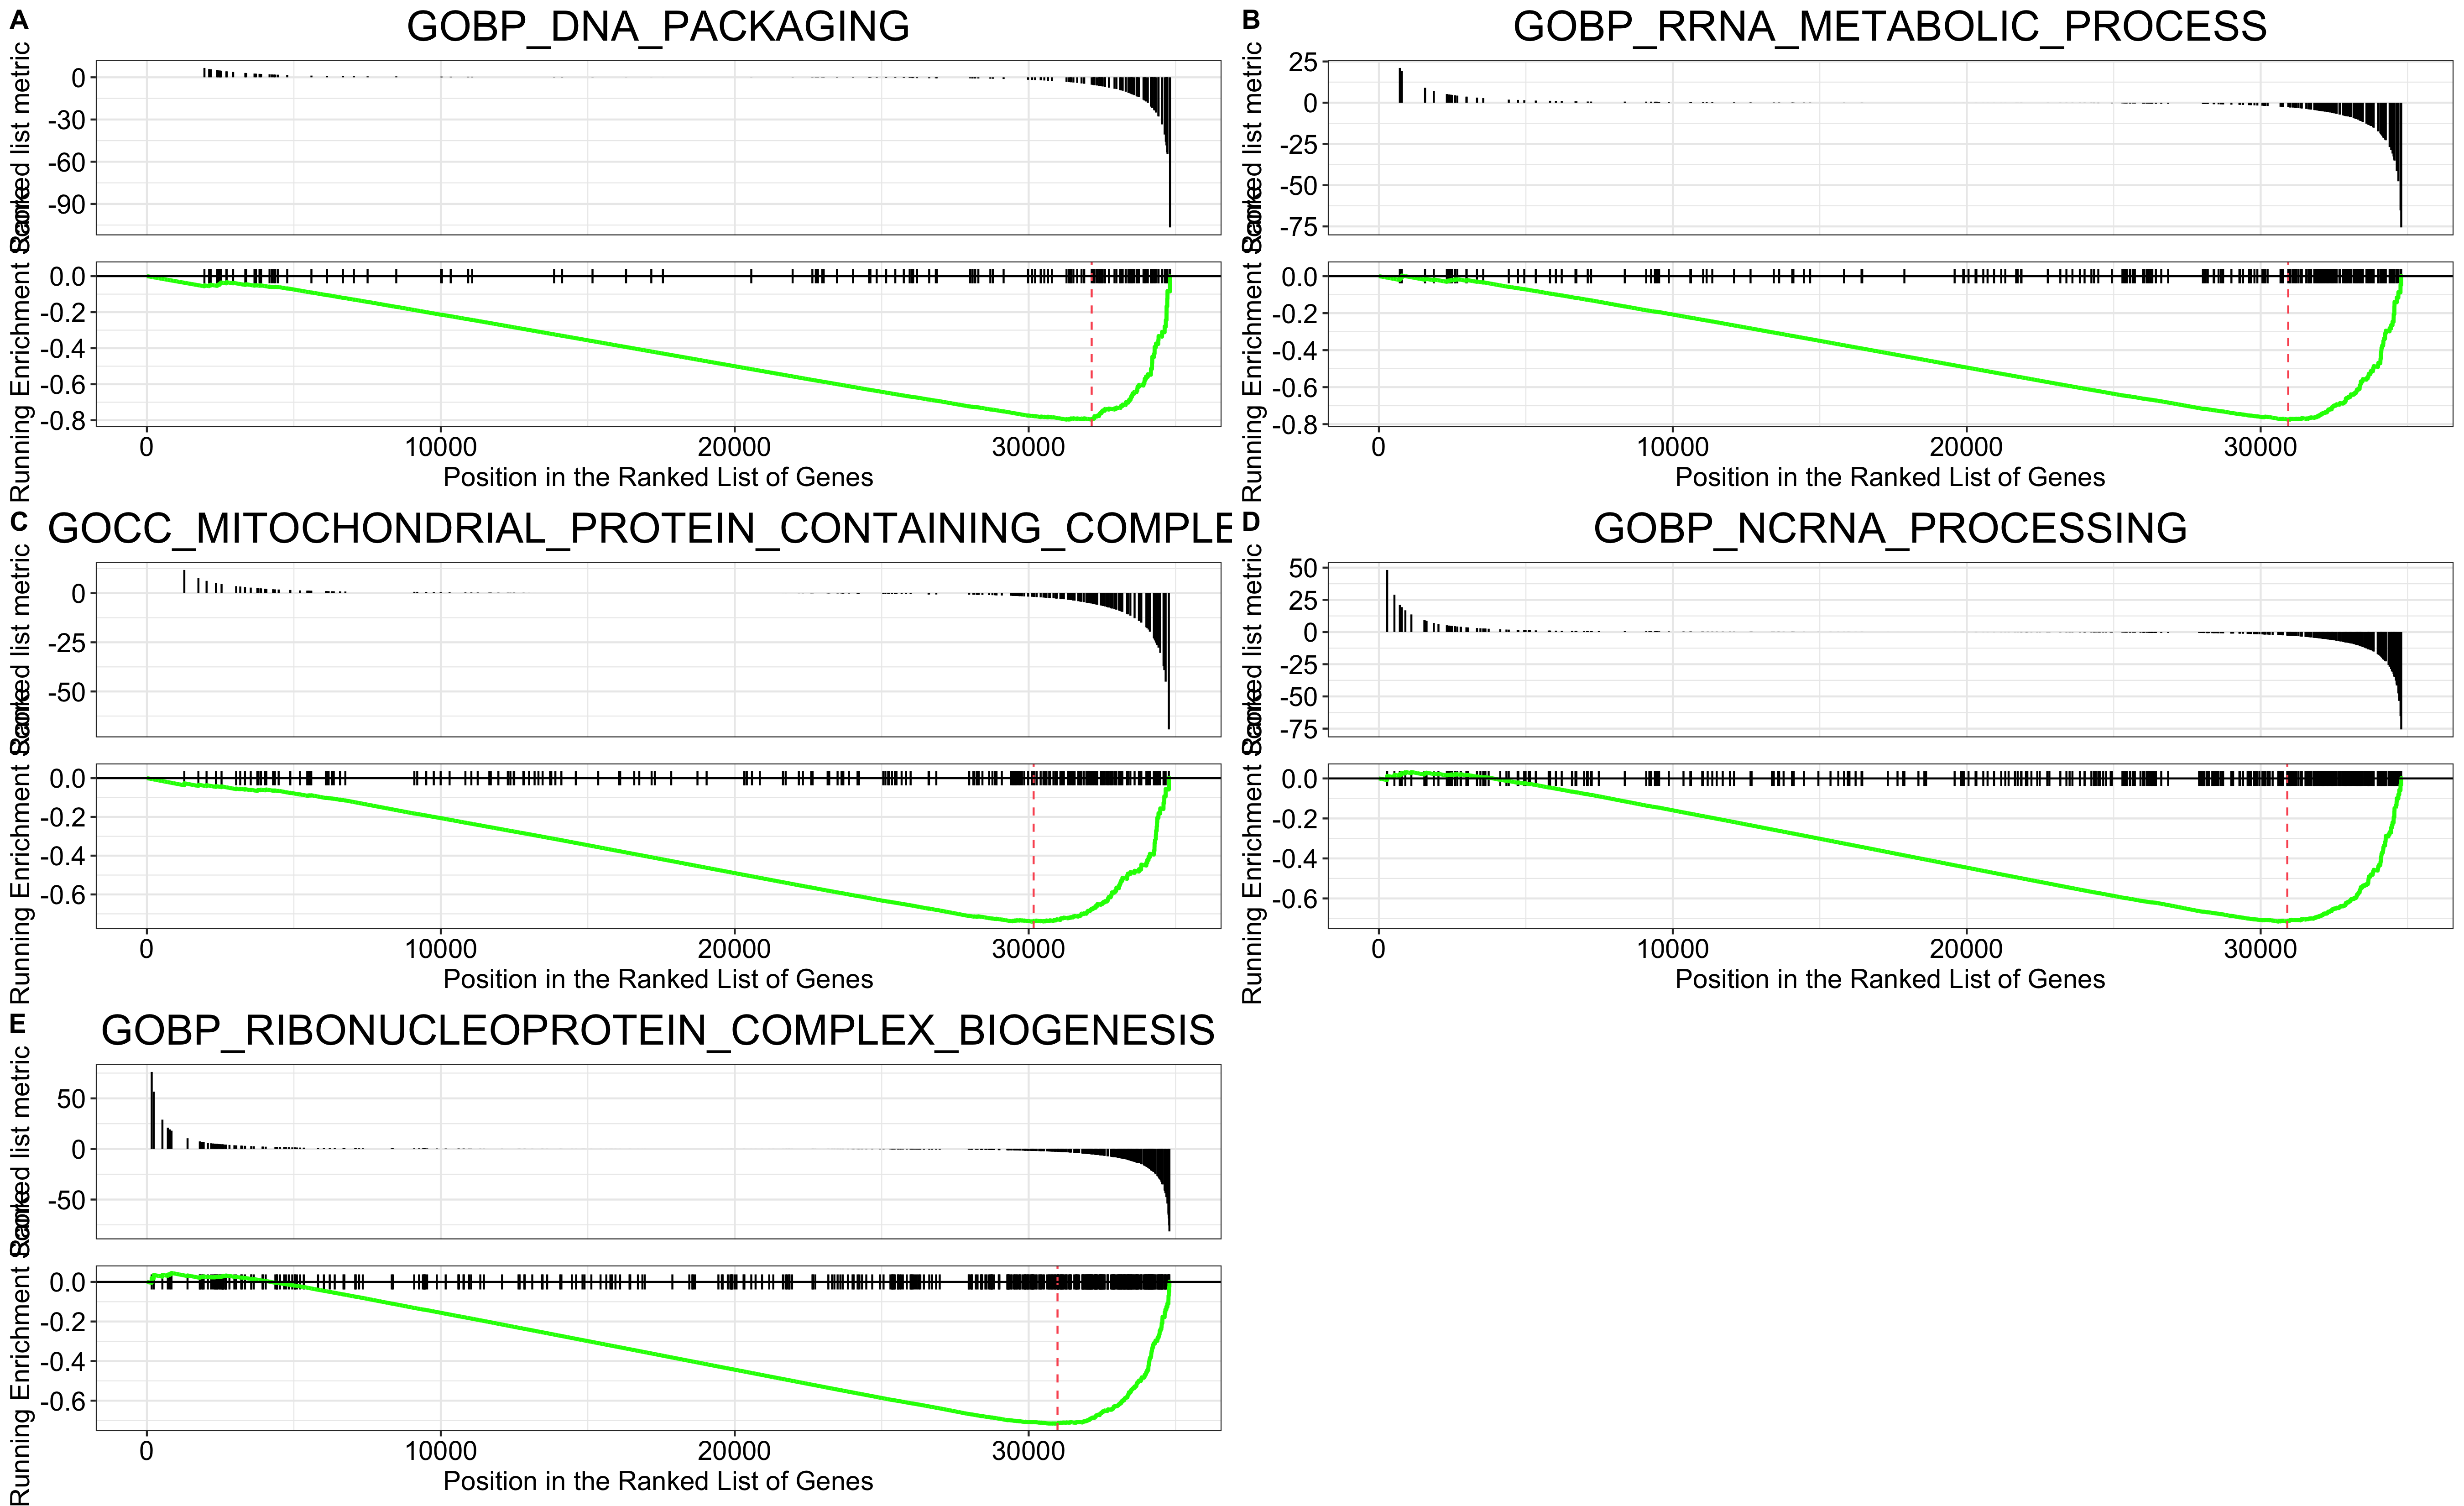 A
GOBP_DNA_PACKAGING
Ranked list metric
0
-30
-60
-90
Running Enrichment Score
0.0
-0.2
-0.4
-0.6
-0.8
0 10000 20000 30000
Position in the Ranked List of Genes
B
GOBP_RRNA_METABOLIC_PROCESS
Ranked list metric
25
0
-25
-50
-75
Running Enrichment Score
0.0
-0.2
-0.4
-0.6
-0.8
0 10000 20000 30000
Position in the Ranked List of Genes
C
GOCC_MITOCHONDRIAL_PROTEIN_CONTAINING_COMPLE
Ranked list metric
0
-25
-50
Running Enrichment Score
0.0
-0.2
-0.4
-0.6
0 10000 20000 30000
Position in the Ranked List of Genes
D
GOBP_NCRNA_PROCESSING
Ranked list metric
50
25
0
-25
-50
-75
Running Enrichment Score
0.0
-0.2
-0.4
-0.6
0 10000 20000 30000
Position in the Ranked List of Genes
E
GOBP_RIBONUCLEOPROTEIN_COMPLEX_BIOGENESIS
Ranked list metric
50
0
-50
Running Enrichment Score
0.0
-0.2
-0.4
-0.6
0 10000 20000 30000
Position in the Ranked List of Genes